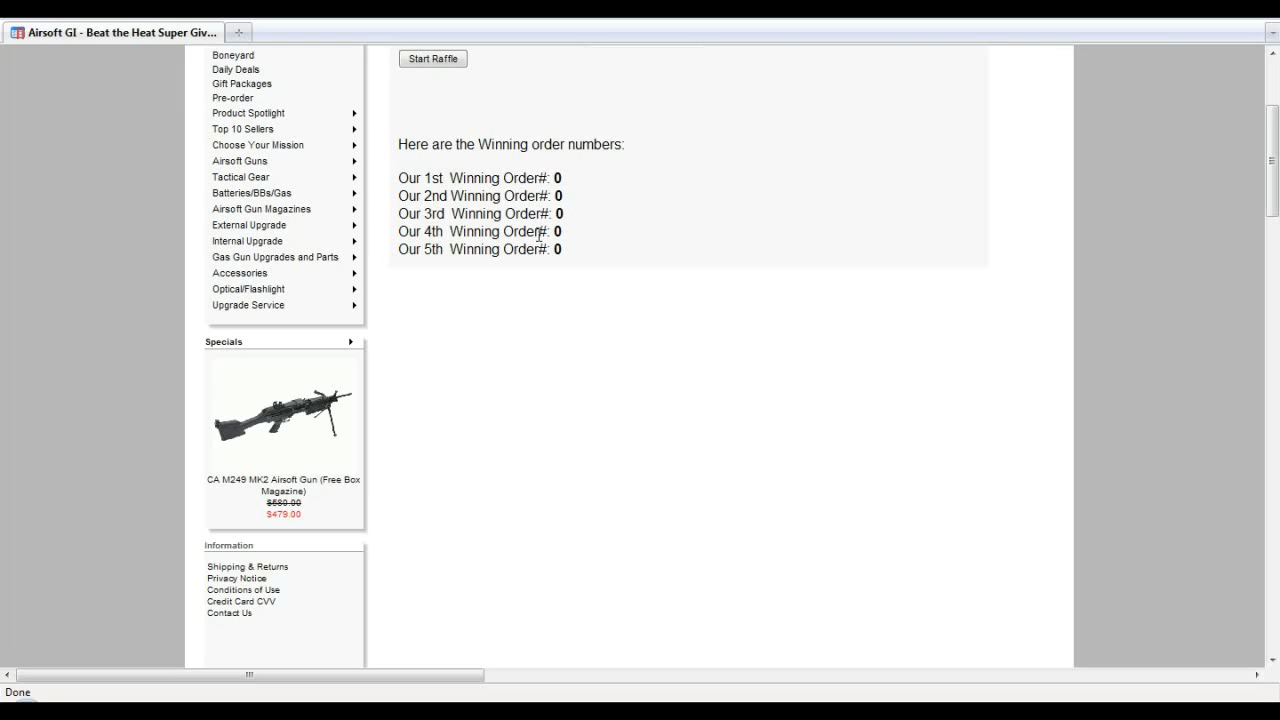 Airsoft GI - Beat the Heat Super Giv...
Boneyard
Daily Deals
Gift Packages
Pre-order
Product Spotlight
Top 10 Sellers
Choose Your Mission
Airsoft Guns
Tactical Gear
Batteries/BBs/Gas
Airsoft Gun Magazines
External Upgrade
Internal Upgrade
Gas Gun Upgrades and Parts
Accessories
Optical/Flashlight
Upgrade Service
Specials
CA M249 MK2 Airsoft Gun (Free Box
Magazine)
$580.00
$479.00
Information
Shipping & Returns
Privacy Notice
Conditions of Use
Credit Card CVV
Contact Us
Start Raffle
Here are the Winning order numbers:
Our 1st Winning Order#: 0
Our 2nd Winning Order#: 0
Our 3rd Winning Order#: 0
Our 4th Winning Order#: 0
Our 5th Winning Order#: 0
Done